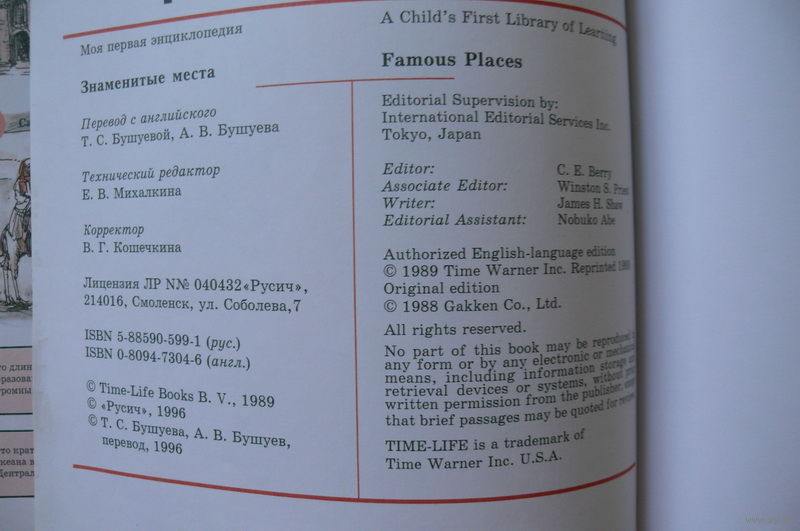 Моя первая энциклопедия
Знаменитые места
Перевод с английского
Т. С. Бушуевой, А. В. Бушуева
Технический редактор
Е. В. Михалкина
Корректор
В. Г. Кошечкина
Лицензия ЛР N№ 040432«Русич»,
214016, Смоленск, ул. Соболева,7
ISBN 5-88590-599-1 (рус.)
ISBN 0-8094-7304-6 (англ.)
© Time-Life Books B. V., 1989
© «Русич», 1996
© Т. С. Бушуева, А. В. Бушуев,
перевод, 1996
A Child's First Library of Learning
Famous Places
Editorial Supervision by:
International Editorial Services Inc.
Tokyo, Japan
Editor: C. E. Berry
Associate Editor: Winston S.
Writer: James H. Shaw
Editorial Assistant: Nobuko Abe
Authorized English-language edition
© 1989 Time Warner Inc. Reprinted
Original edition
© 1988 Gakken Co., Ltd.
All rights reserved.
No part of this book may be reproduced
any form or by any electronic or mechanical
means, including information storage
retrieval devices or systems, without
written permission from the publisher,
that brief passages may be quoted for
TIME-LIFE is a trademark of
Time Warner Inc. U.S.A.